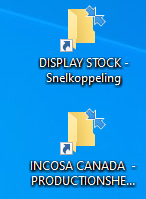 DISPLAY STOCK -
Snelkoppeling
INCOSA CANADA -
PRODUCTIONSHE...